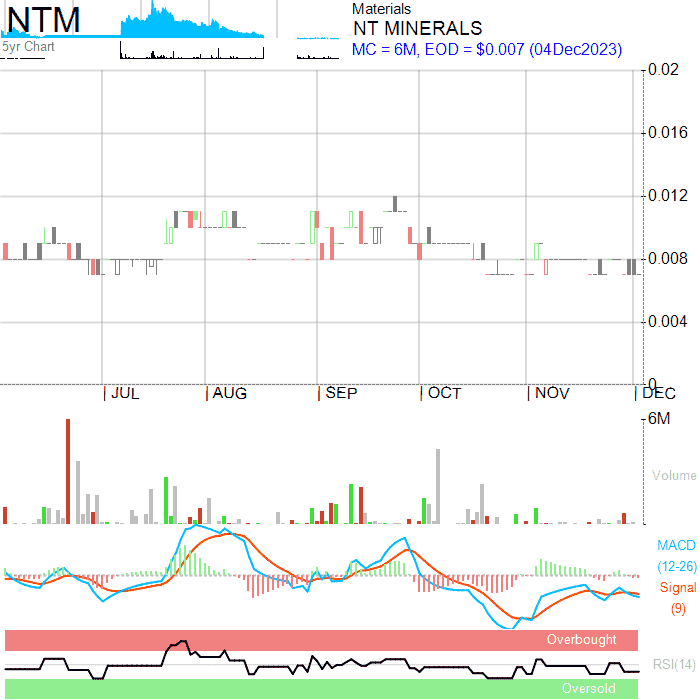 NTM
5yr Chart
Materials
NT MINERALS
MC = 6M, EOD = $0.007 (04Dec2023)
0.02
0.016
0.012
0.008
0.004
0
JUL AUG SEP OCT NOV DEC
6M
Volume
MACD
(12-26)
Signal
(9)
Overbought
RSI(14)
Oversold